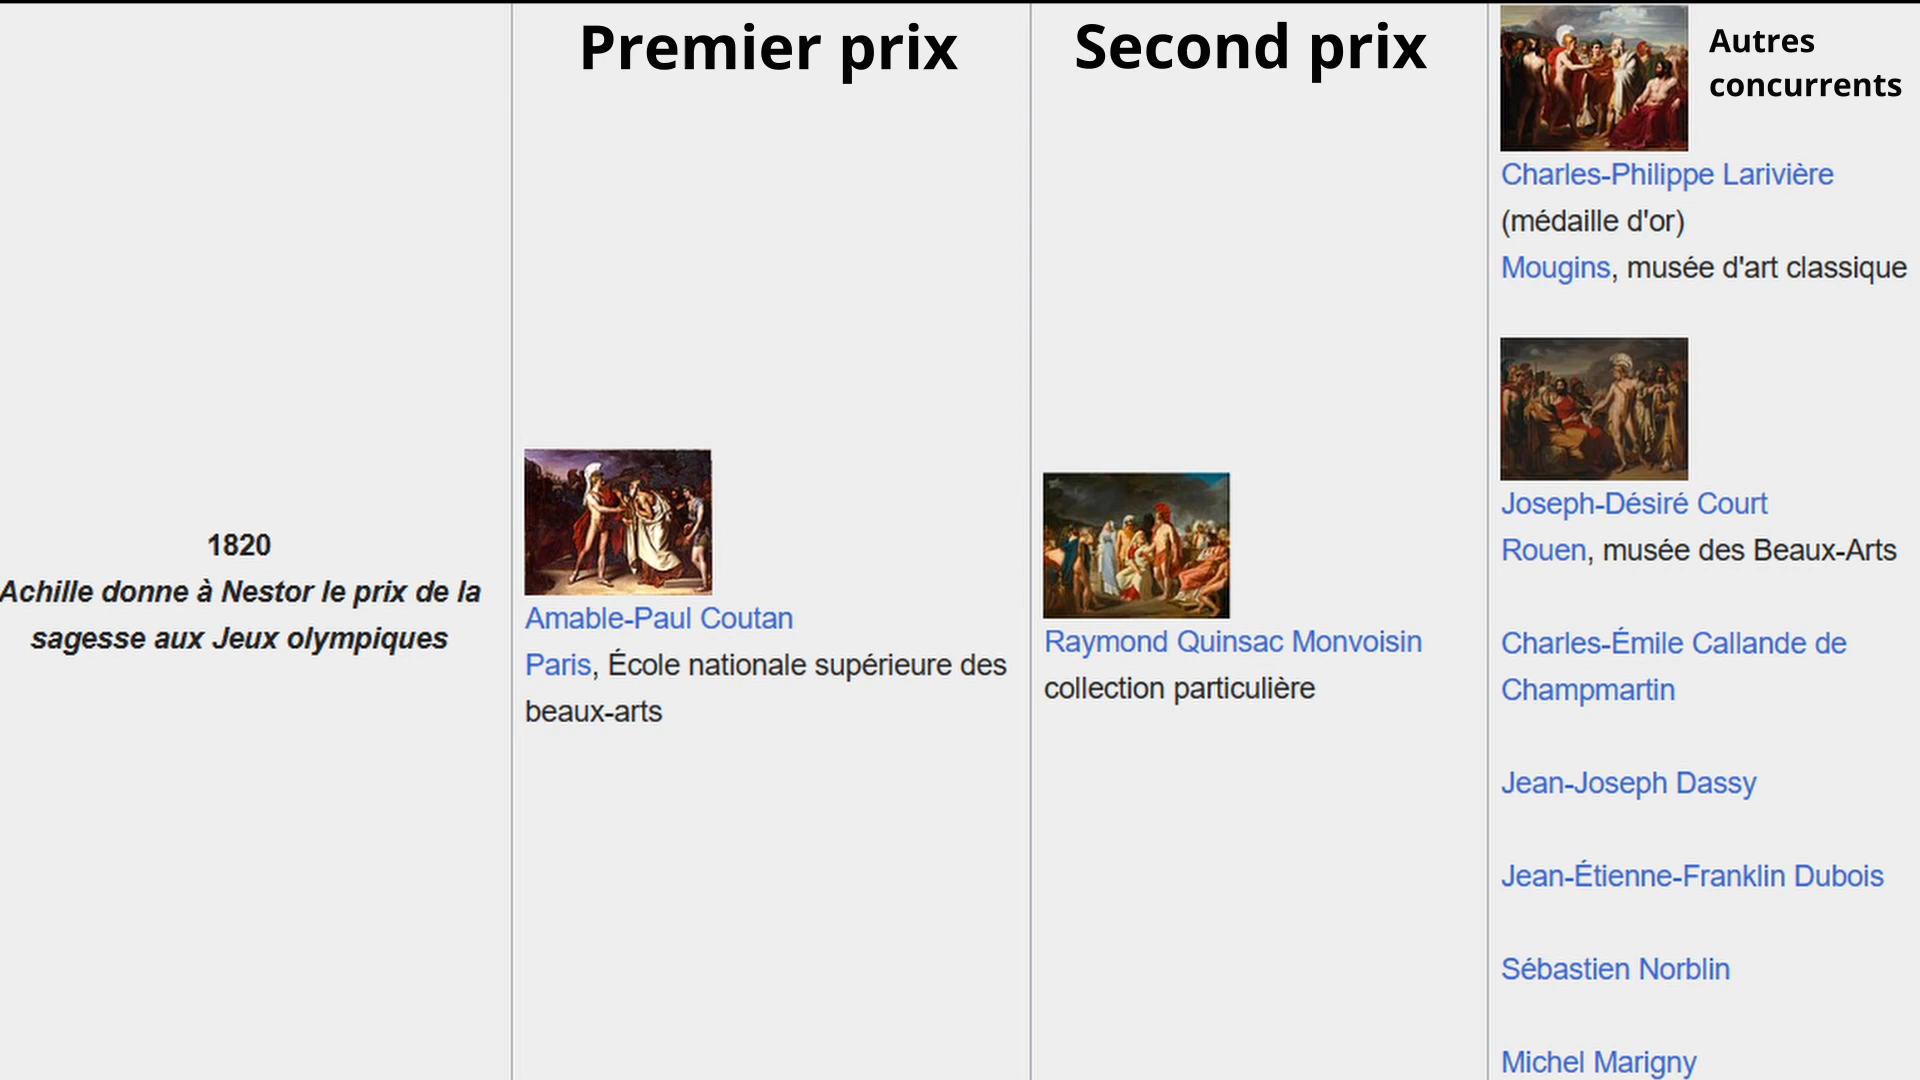 Premier prix
Second prix
Autres
concurrents
1820
Achille donne à Nestor le prix de la
sagesse aux Jeux olympiques
Amable-Paul Coutan
Paris, École nationale supérieure des
beaux-arts
Raymond Quinsac Monvoisin
collection particulière
Charles-Philippe Larivière
(médaille d'or)
Mougins, musée d'art classique
Joseph-Désiré Court
Rouen, musée des Beaux-Arts
Charles-Émile Callande de
Champmartin
Jean-Joseph Dassy
Jean-Étienne-Franklin Dubois
Sébastien Norblin
Michel Marigny